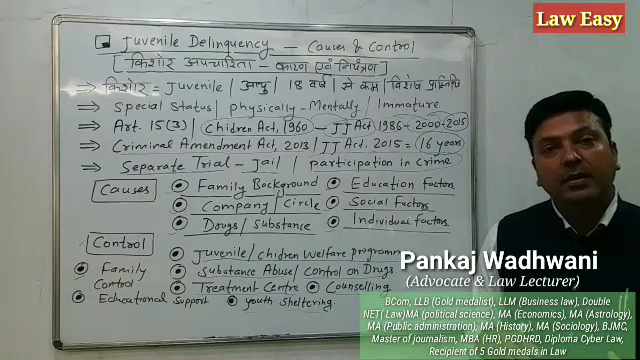 Law Easy
Juvenile Delinquency - Causes & Control
[किशोर अपचारिता - कारण एवं नियंत्रण]
⇒ किशोर = Juvenile / आयु / 18 वर्ष / से कम / विशेष
⇒ Special Status / physically - Mentally / Immature
⇒ Art. 15(3) / Chidren Act, 1960 - JJ Act 1986 - 2000 - 2015
⇒ Criminal Amendment Act, 2013 / JJ Act. 2015 = 16 years
⇒ Separate Trial - Jail / participation in crime
Causes
Family Background
Education Factors
Company / Circle
Social Factors
Drugs / Substance
Individual Factors
Control
Juvenile / chidren Welfare programm
Family Control
Substance Abuse / Control on Drugs
Treatment Centre
Counselling
Educational Support
youth sheltering
Pankaj Wadhwani
(Advocate & Law Lecturer)
BCom, LLB (Gold medalist), LLM (Business law), Double
NET( Law)MA (political science), MA (Economics), MA (Astrology),
MA (Public administration), MA (History), MA (Sociology), BJMC,
Master of journalism, MBA (HR), PGDHRD, Diploma Cyber Law,
Recipient of 5 Gold medals in Law